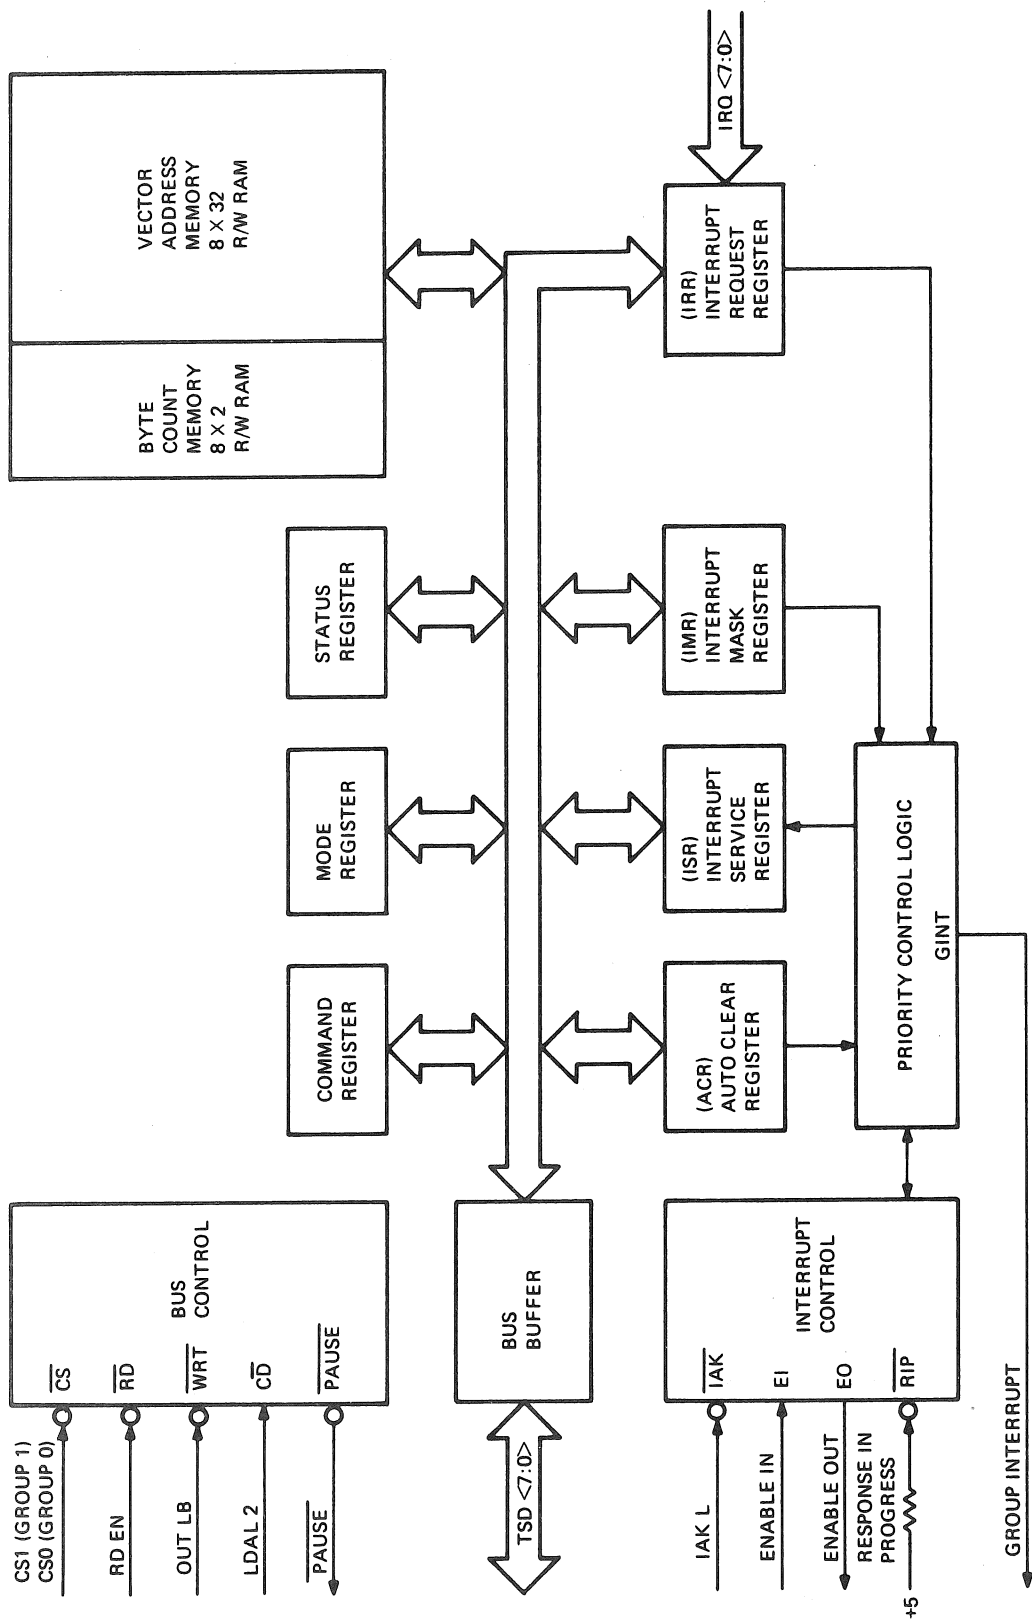 CS1 (GROUP 1)
CS0 (GROUP 0)
RD EN
OUT LB
LDAL 2
PAUSE
CS
RD
WRT
CD
PAUSE
BUS
CONTROL
COMMAND
REGISTER
MODE
REGISTER
STATUS
REGISTER
BYTE
COUNT
MEMORY
8 X 2
R/W RAM
VECTOR
ADDRESS
MEMORY
8 X 32
R/W RAM
TSD <7:0>
BUS
BUFFER
IAK L
ENABLE IN
ENABLE OUT
RESPONSE IN
PROGRESS
+5
IAK
EI
EO
RIP
INTERRUPT
CONTROL
(ACR)
AUTO CLEAR
REGISTER
(ISR)
INTERRUPT
SERVICE
REGISTER
(IMR)
INTERRUPT
MASK
REGISTER
(IRR)
INTERRUPT
REQUEST
REGISTER
IRQ <7:0>
PRIORITY CONTROL LOGIC
GINT
GROUP INTERRUPT